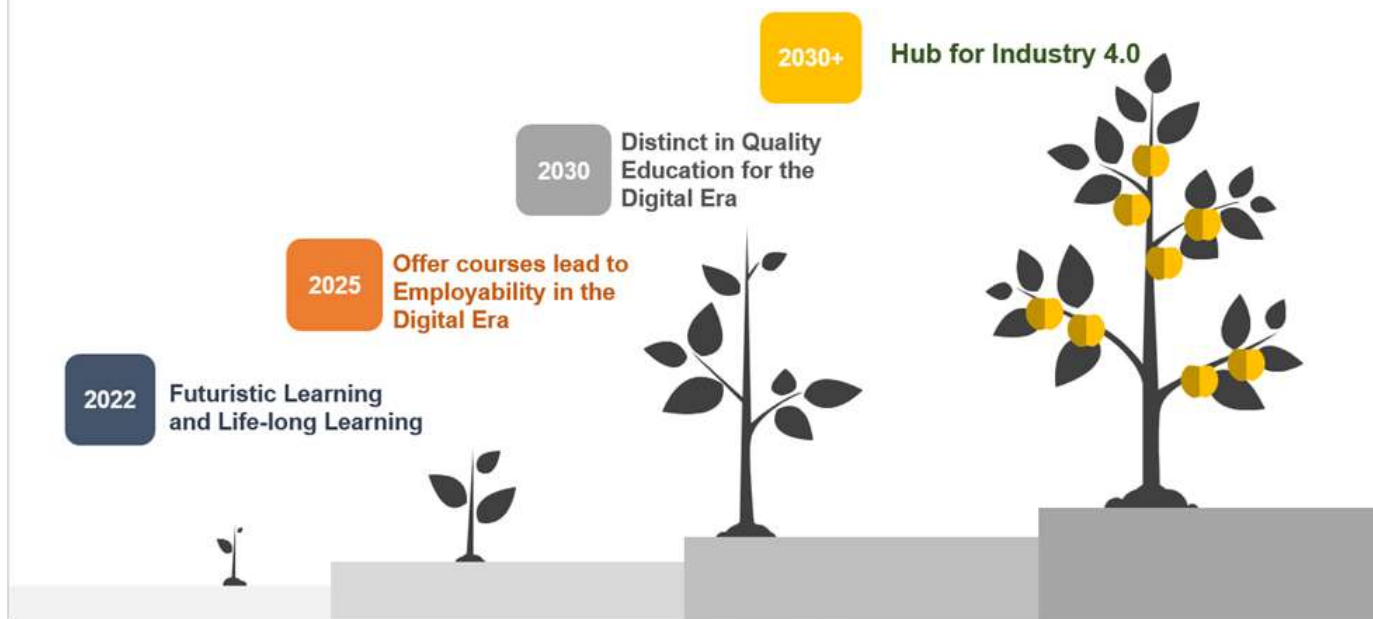 2030+
Hub for Industry 4.0
2030
Distinct in Quality
Education for the
Digital Era
2025
Offer courses lead to
Employability in the
Digital Era
2022
Futuristic Learning
and Life-long Learning